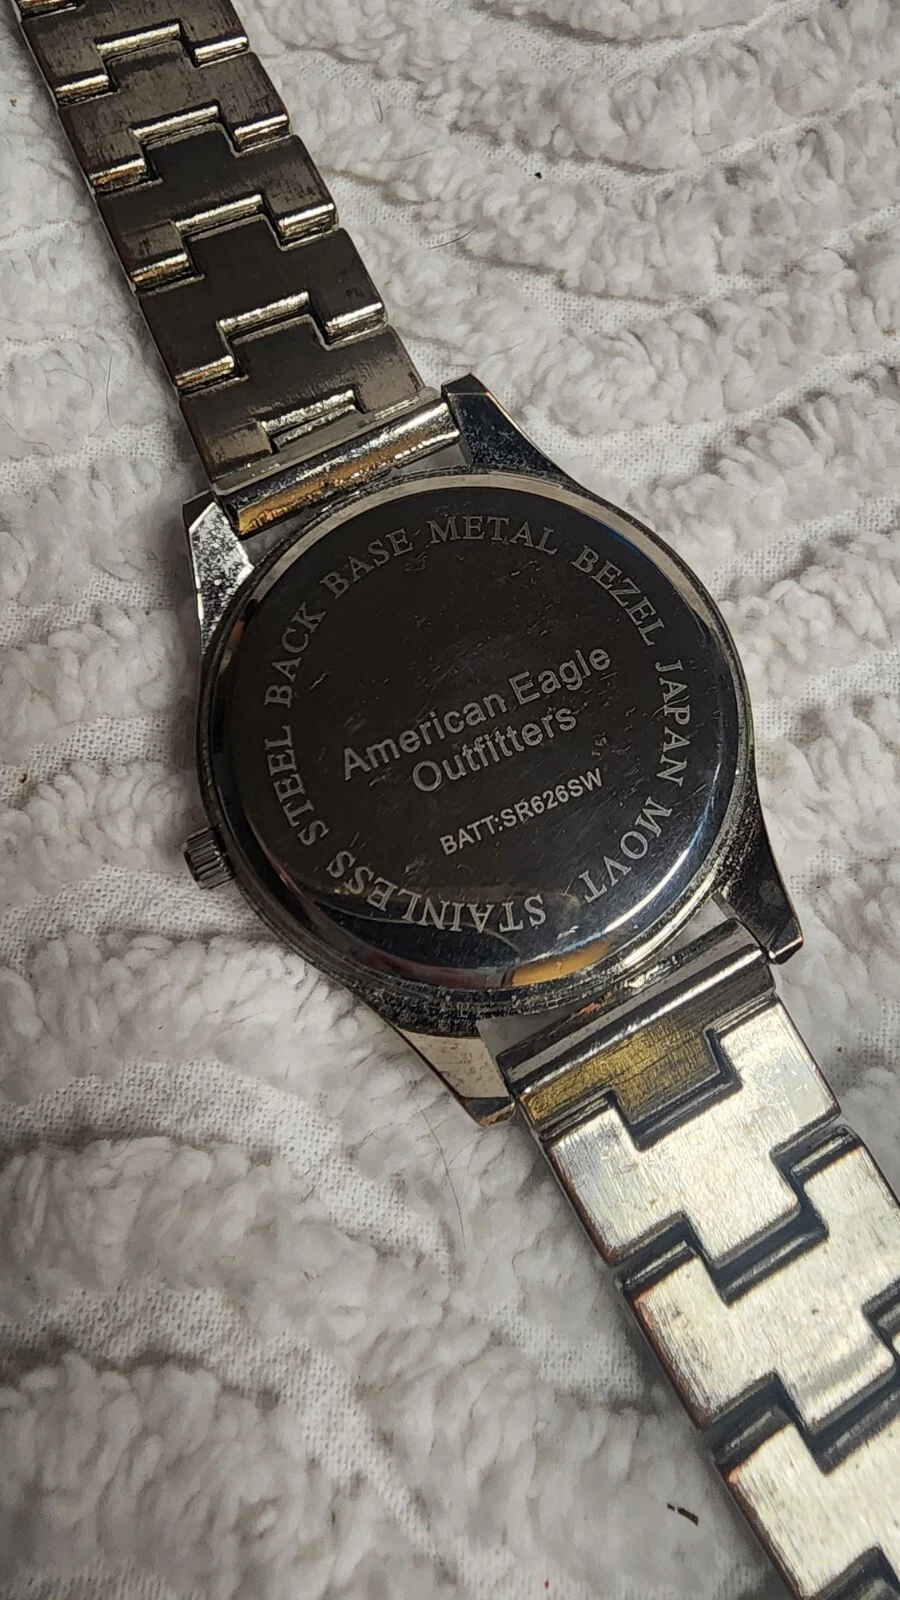 STAINLESS STEEL BACK BASE METAL BEZEL JAPAN MOVT
American Eagle
Outfitters
BATT:SR626SW